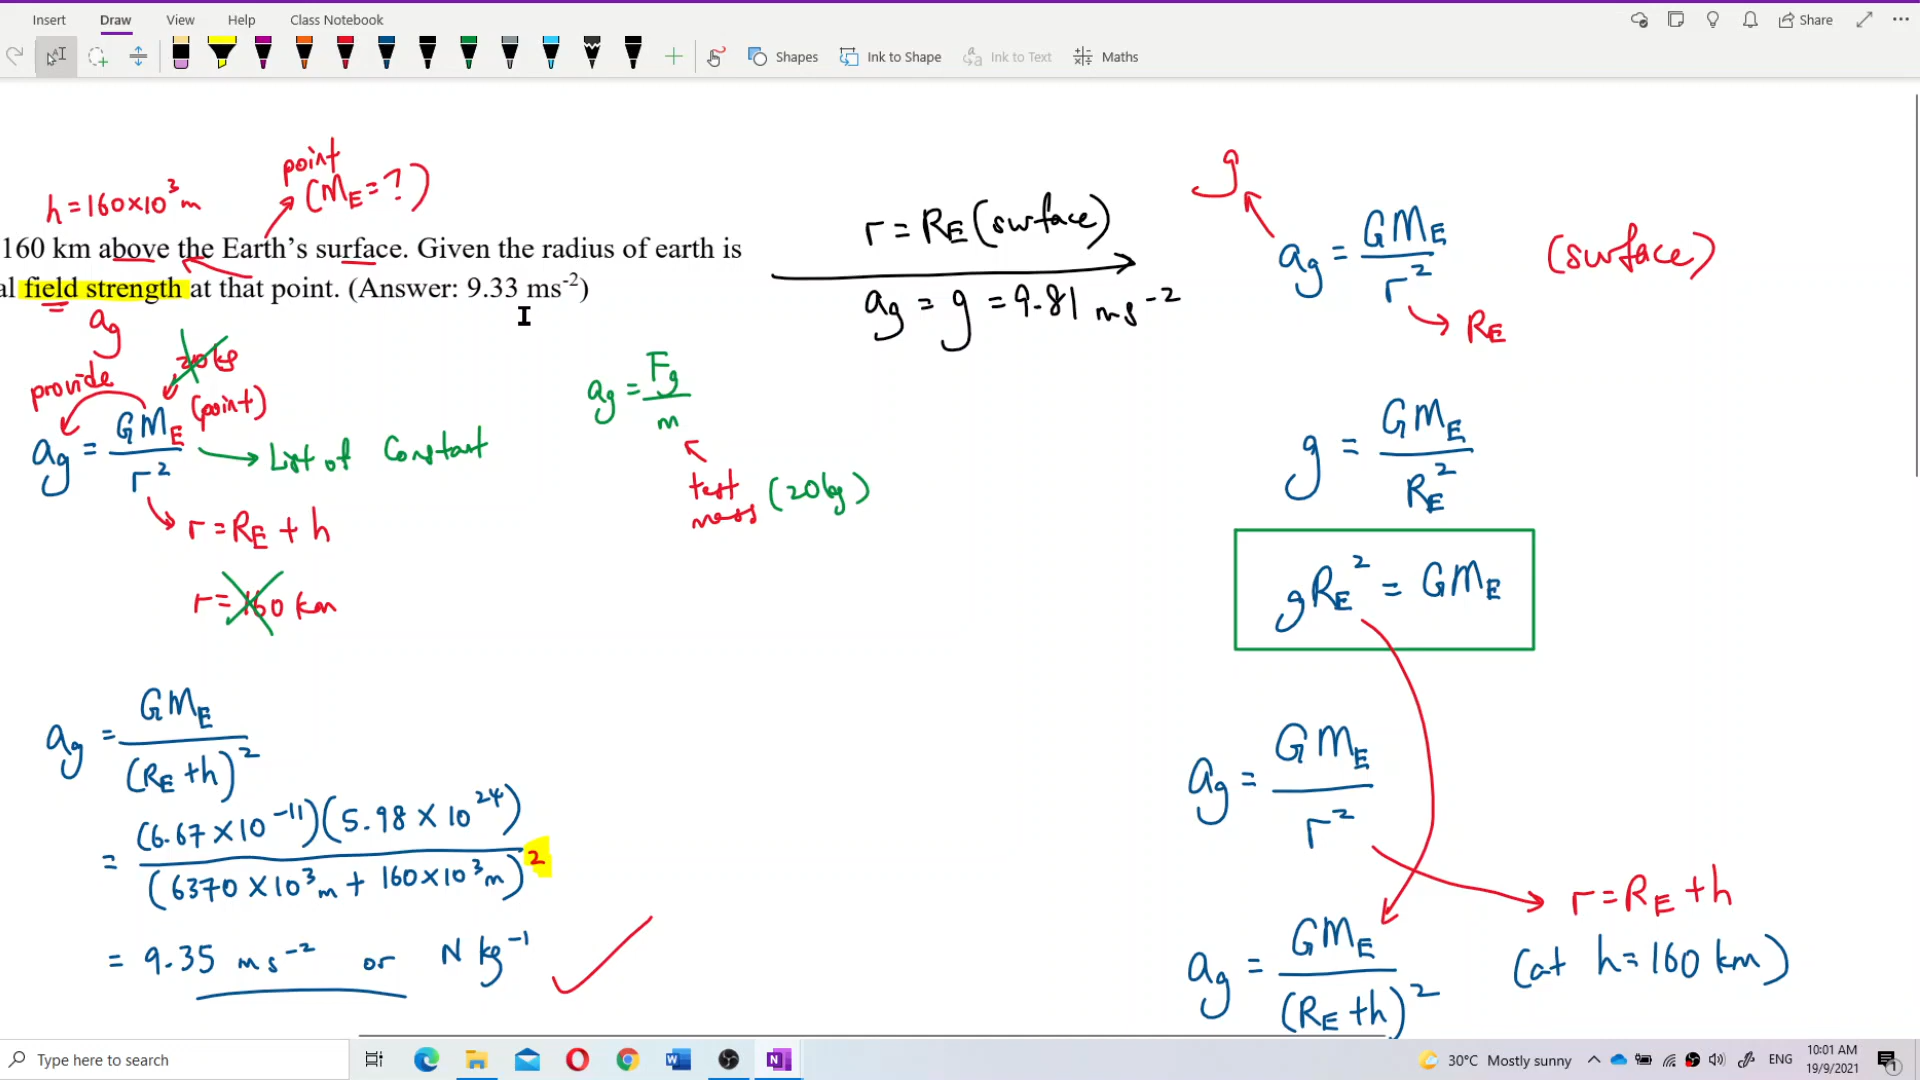 Insert Draw View Help Class Notebook Share
Shapes Ink to Shape Ink to Text Maths
h = 160×10³ m
point
(M_E = ?)
160 km above the Earth's surface. Given the radius of earth is
al field strength at that point. (Answer: 9.33 ms⁻²)
a_g
provide
20kg
(point)
a_g = GM_E / r² → List of Constant
r = R_E + h
r = 160 km
a_g = F_g / m
test mass (20kg)
a_g = GM_E / (R_E + h)²
= (6.67 × 10⁻¹¹)(5.98 × 10²⁴) / (6370 × 10³ m + 160 × 10³ m)²
= 9.35 ms⁻² or N kg⁻¹
r = R_E (surface)
a_g = g = 9.81 ms⁻²
g
a_g = GM_E / r² (surface)
R_E
g = GM_E / R_E²
gR_E² = GM_E
a_g = GM_E / r²
r = R_E + h
(at h = 160 km)
a_g = GM_E / (R_E + h)²
Type here to search
30°C Mostly sunny ENG 10:01 AM
19/9/2021
1